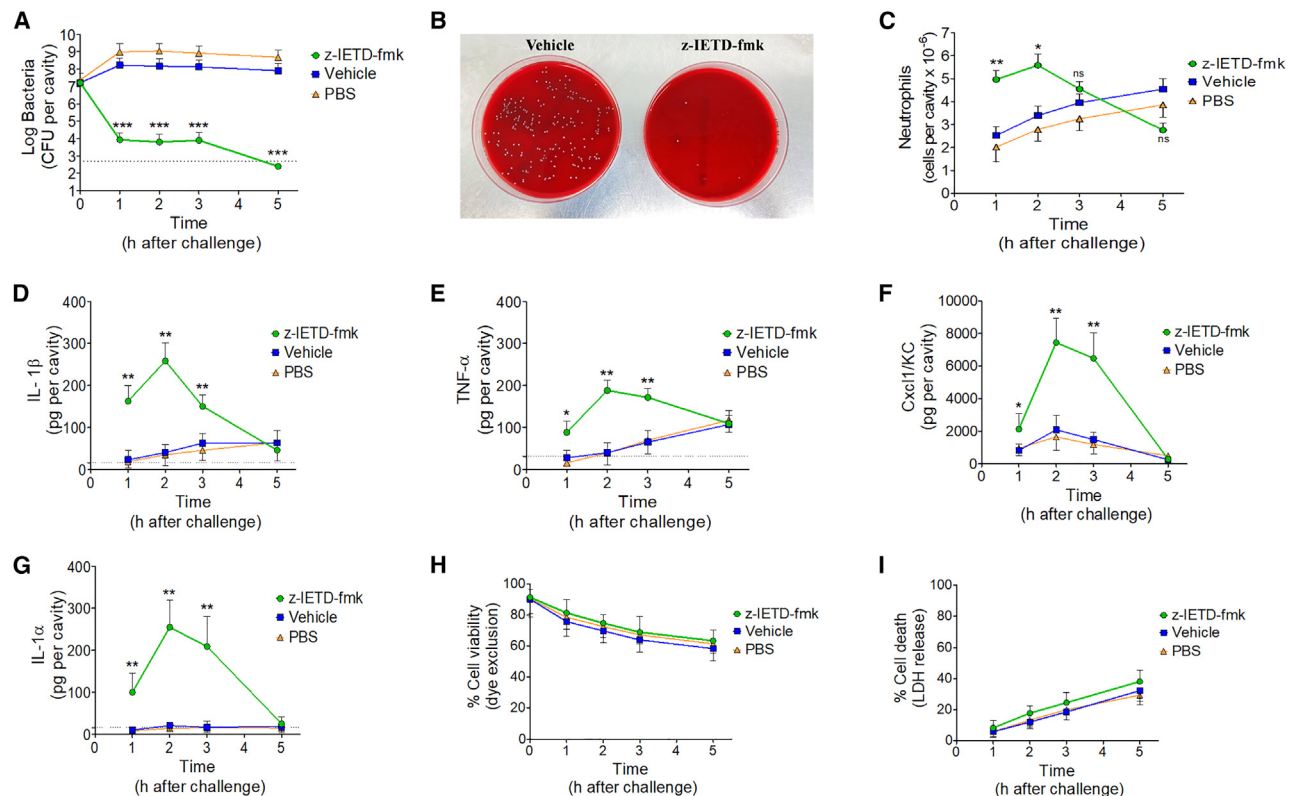 A
10
9
8
7
6
5
4
3
2
1
Log Bacteria
(CFU per cavity)
***
***
***
***
0 1 2 3 4 5
Time
(h after challenge)
z-IETD-fmk
Vehicle
PBS
B
Vehicle z-IETD-fmk
C
7
6
5
4
3
2
1
0
Neutrophils
(cells per cavity x 10⁻⁶)
**
*
ns
ns
0 1 2 3 4 5
Time
(h after challenge)
z-IETD-fmk
Vehicle
PBS
D
400
300
200
100
0
IL- 1β
(pg per cavity)
**
**
**
0 1 2 3 4 5
Time
(h after challenge)
z-IETD-fmk
Vehicle
PBS
E
400
300
200
100
0
TNF-α
(pg per cavity)
*
**
**
0 1 2 3 4 5
Time
(h after challenge)
z-IETD-fmk
Vehicle
PBS
F
10000
8000
6000
4000
2000
0
Cxcl1/KC
(pg per cavity)
*
**
**
0 1 2 3 4 5
Time
(h after challenge)
z-IETD-fmk
Vehicle
PBS
G
400
300
200
100
0
IL-1α
(pg per cavity)
**
**
**
0 1 2 3 4 5
Time
(h after challenge)
z-IETD-fmk
Vehicle
PBS
H
100
80
60
40
20
0
% Cell viability
(dye exclusion)
0 1 2 3 4 5
Time
(h after challenge)
z-IETD-fmk
Vehicle
PBS
I
100
80
60
40
20
0
% Cell death
(LDH release)
0 1 2 3 4 5
Time
(h after challenge)
z-IETD-fmk
Vehicle
PBS